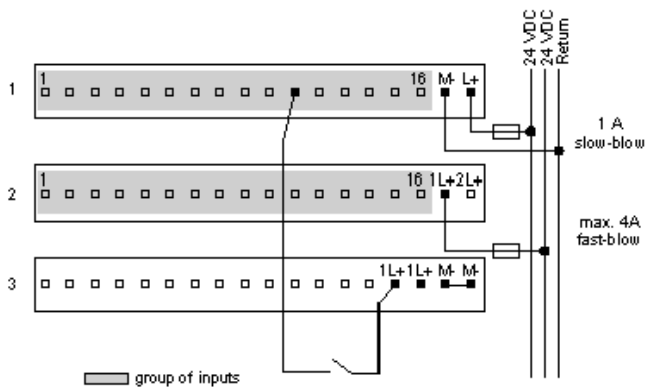 24 VDC
24 VDC
Return
1
1 16 M- L+
1 A
slow-blow
2
1 16 1L+ 2L+
max. 4A
fast-blow
3
1L+ 1L+ M- M-
group of inputs